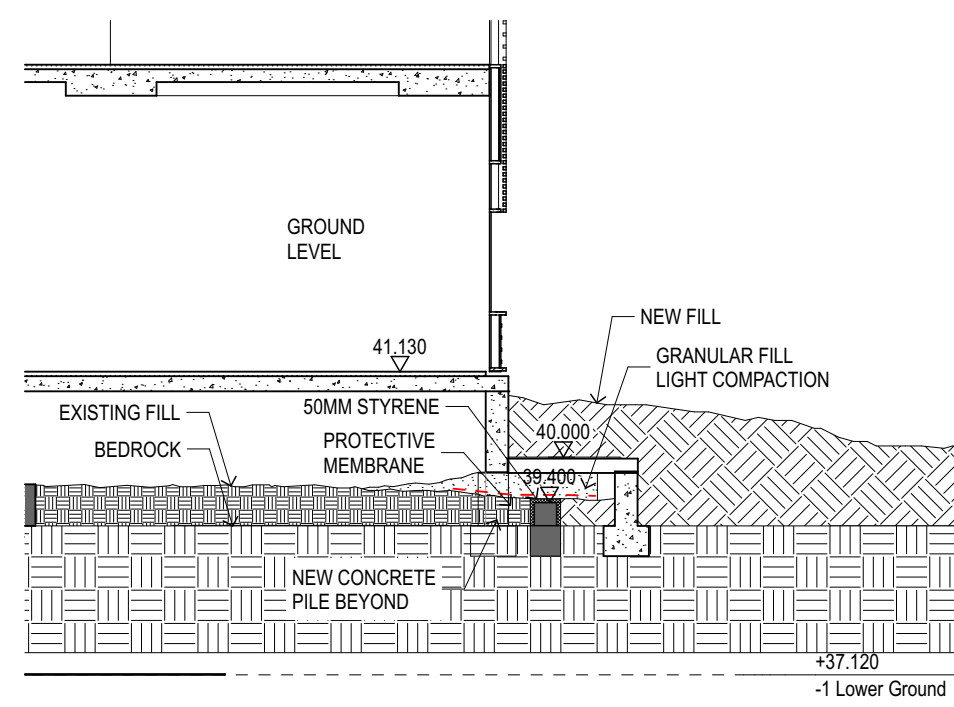 GROUND
LEVEL
NEW FILL
41.130
GRANULAR FILL
LIGHT COMPACTION
EXISTING FILL
50MM STYRENE
40.000
BEDROCK
PROTECTIVE
MEMBRANE
39.400
NEW CONCRETE
PILE BEYOND
+37.120
-1 Lower Ground